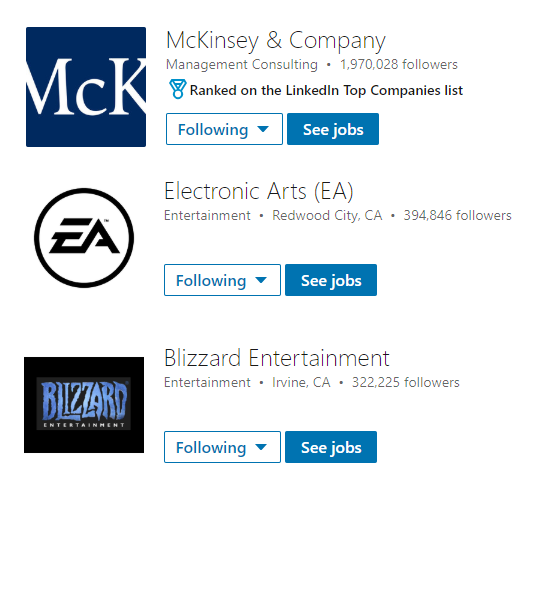 McK
McKinsey & Company
Management Consulting • 1,970,028 followers
Ranked on the LinkedIn Top Companies list
Following See jobs
EA™
Electronic Arts (EA)
Entertainment • Redwood City, CA • 394,846 followers
Following See jobs
BLIZZARD
ENTERTAINMENT
Blizzard Entertainment
Entertainment • Irvine, CA • 322,225 followers
Following See jobs